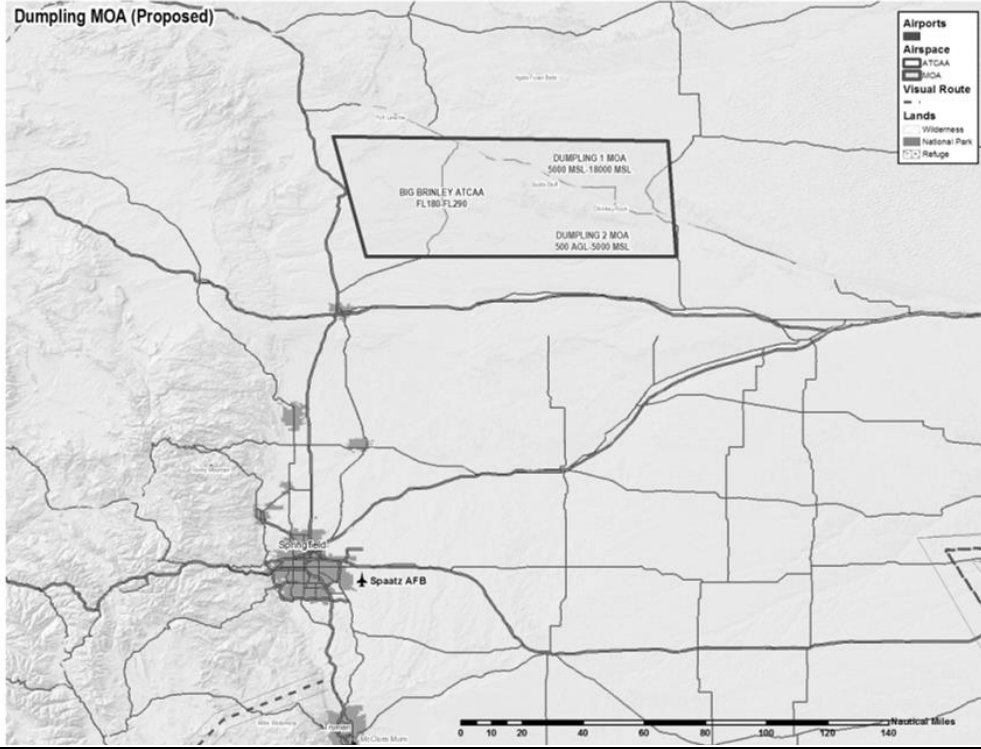 Dumpling MOA (Proposed)
Airports
Airspace
ATCAA
MOA
Visual Route
Lands
Wilderness
National Park
Refuge
DUMPLING 1 MOA
5000 MSL-18000 MSL
BIG BRINLEY ATCAA
FL180-FL290
Chimney Rock
DUMPLING 2 MOA
500 AGL-5000 MSL
Springfield
Spaatz AFB
Nautical Miles
0 10 20 40 60 80 100 120 140